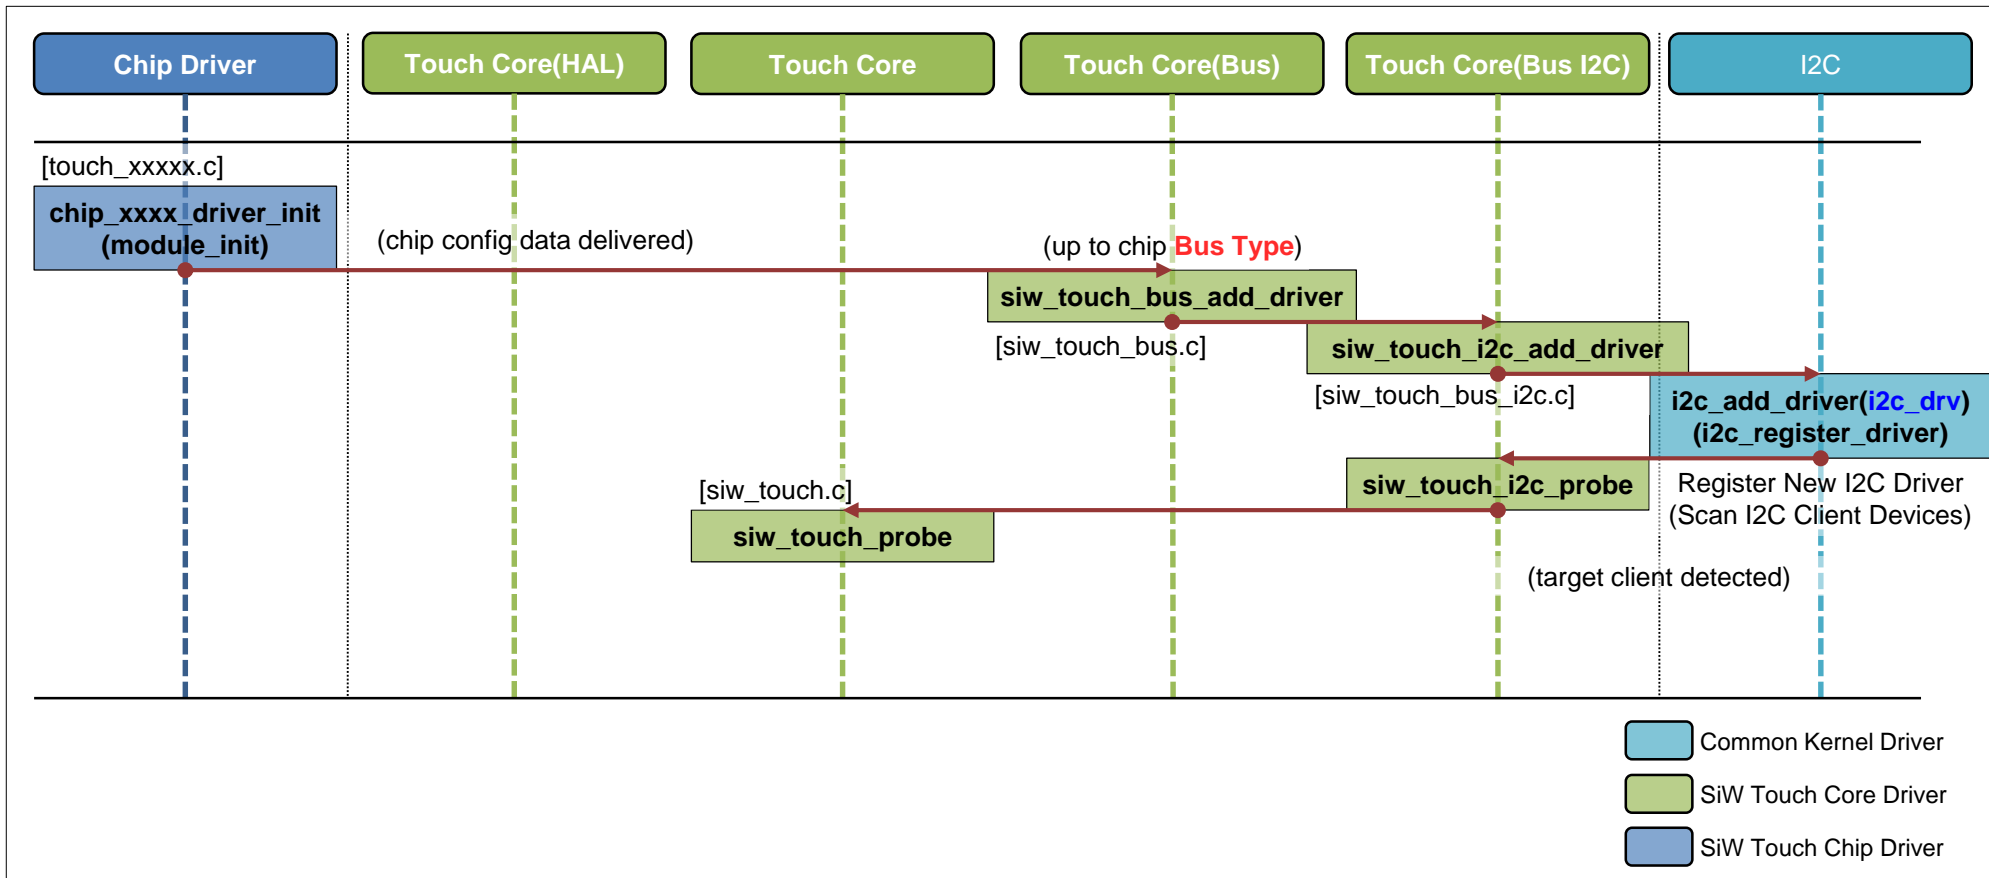 Chip Driver
Touch Core(HAL)
Touch Core
Touch Core(Bus)
Touch Core(Bus I2C)
I2C
[touch_xxxxx.c]
chip_xxxx_driver_init
(module_init)
(chip config data delivered)
(up to chip Bus Type)
siw_touch_bus_add_driver
[siw_touch_bus.c]
siw_touch_i2c_add_driver
[siw_touch_bus_i2c.c]
i2c_add_driver(i2c_drv)
(i2c_register_driver)
siw_touch_i2c_probe
Register New I2C Driver
(Scan I2C Client Devices)
[siw_touch.c]
siw_touch_probe
(target client detected)
Common Kernel Driver
SiW Touch Core Driver
SiW Touch Chip Driver